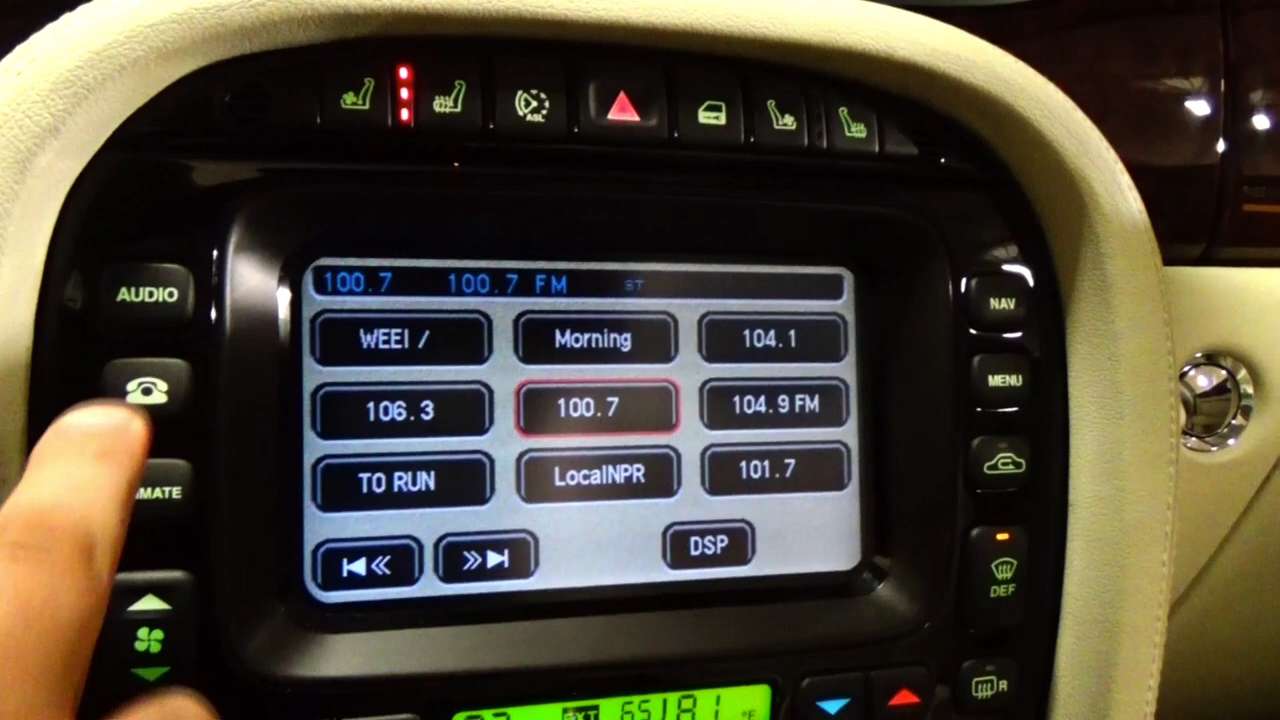 ASL
100.7 100.7 FM ST
AUDIO
NAV
WEEI / Morning 104.1
MENU
106.3 100.7 104.9 FM
MATE
TO RUN LocalNPR 101.7
DSP
DEF
R
EXT °F